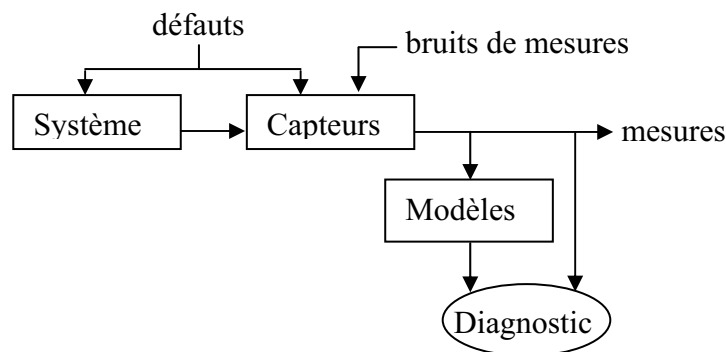 défauts
bruits de mesures
Système
Capteurs
mesures
Modèles
Diagnostic